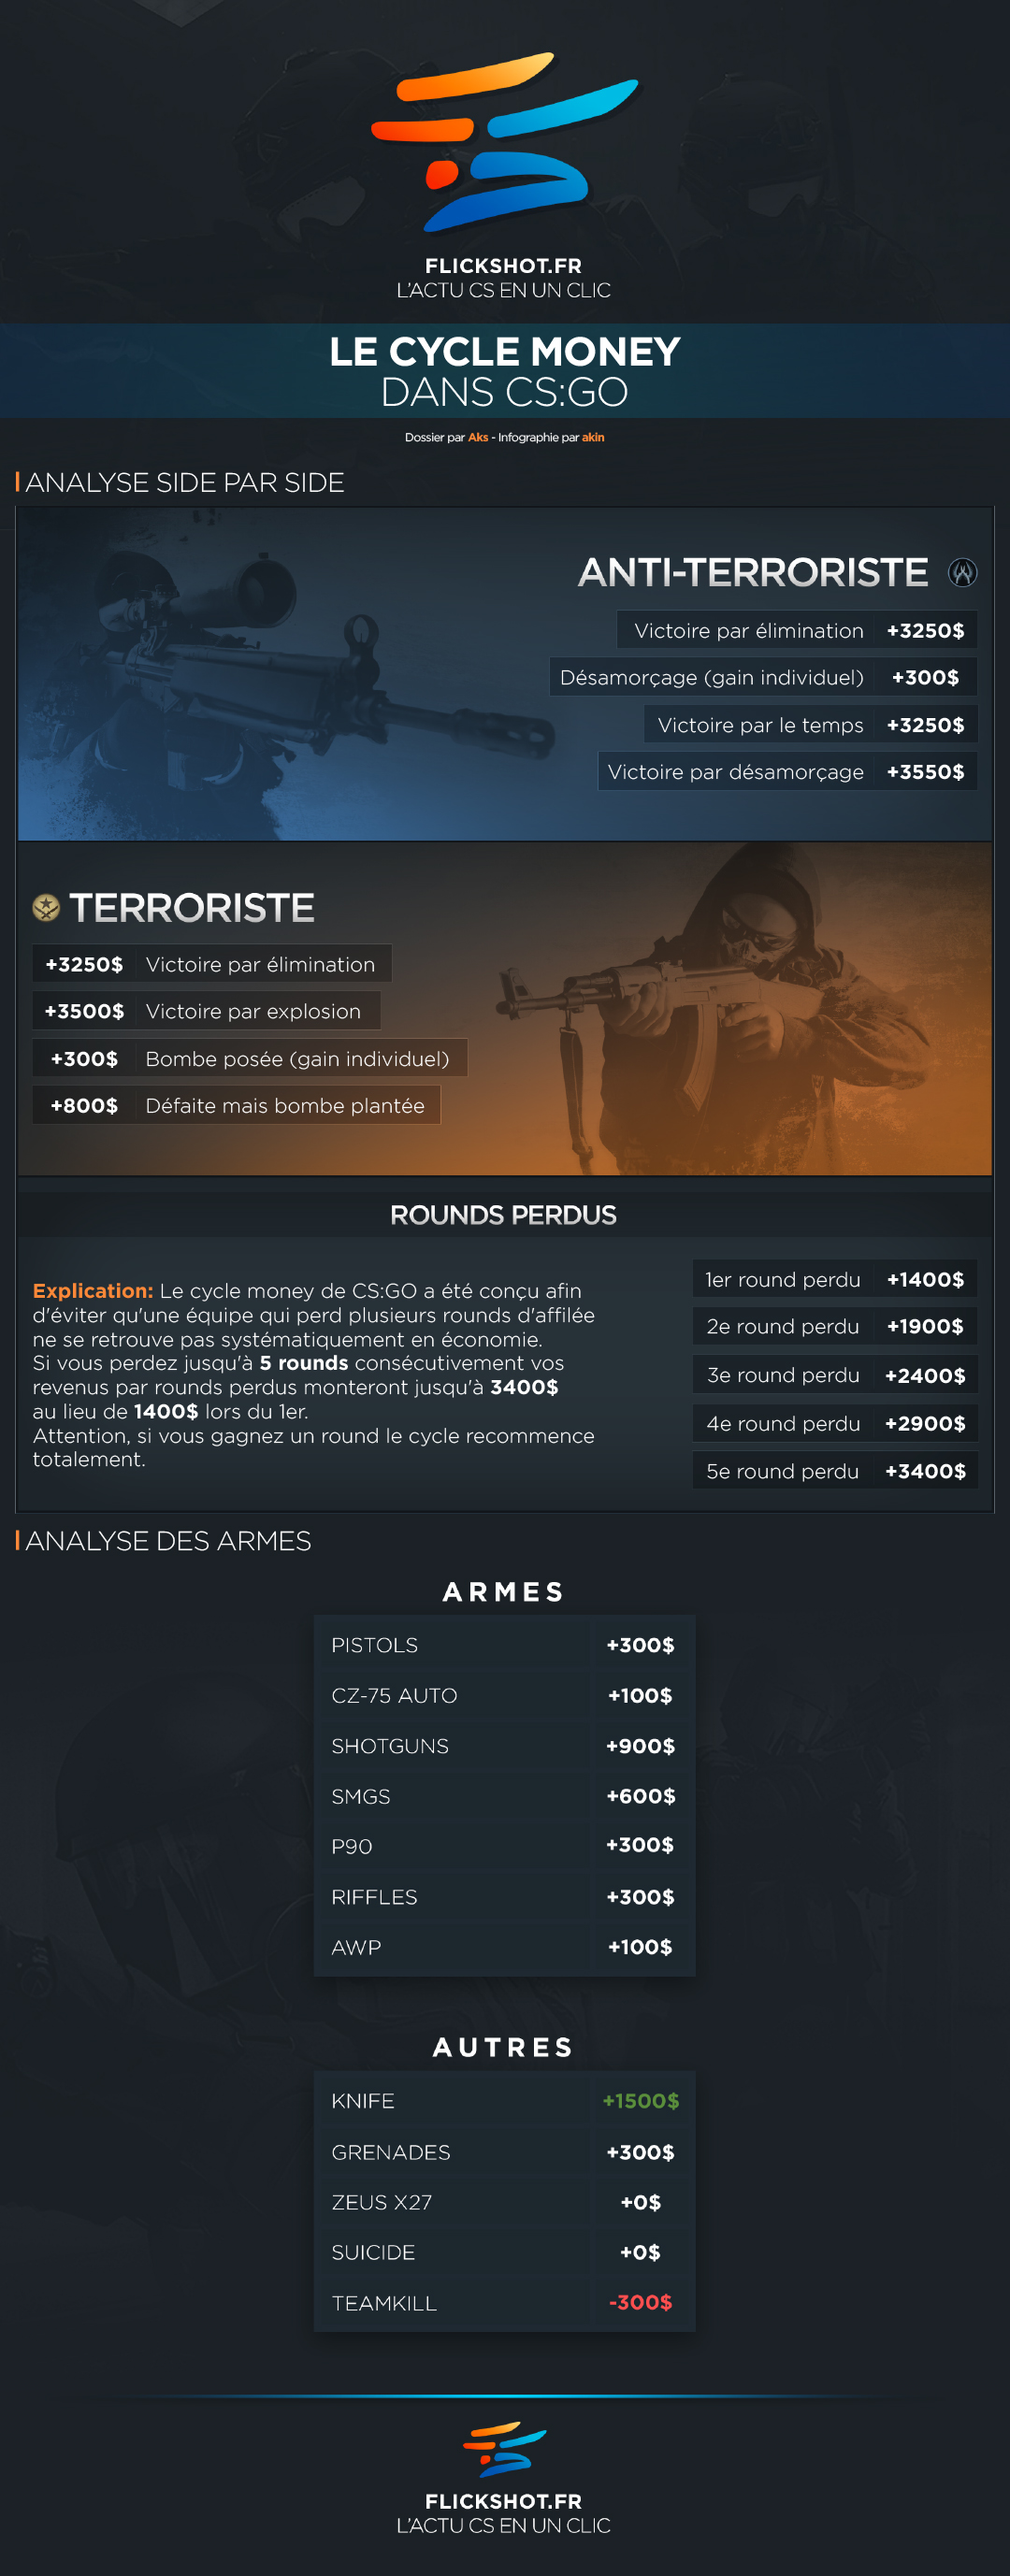 FLICKSHOT.FR
L'ACTU CS EN UN CLIC
LE CYCLE MONEY
DANS CS:GO
Dossier par Aks - Infographie par akin
ANALYSE SIDE PAR SIDE
ANTI-TERRORISTE
Victoire par élimination +3250$
Désamorçage (gain individuel) +300$
Victoire par le temps +3250$
Victoire par désamorçage +3550$
TERRORISTE
+3250$ Victoire par élimination
+3500$ Victoire par explosion
+300$ Bombe posée (gain individuel)
+800$ Défaite mais bombe plantée
ROUNDS PERDUS
Explication: Le cycle money de CS:GO a été conçu afin
d'éviter qu'une équipe qui perd plusieurs rounds d'affilée
ne se retrouve pas systématiquement en économie.
Si vous perdez jusqu'à 5 rounds consécutivement vos
revenus par rounds perdus monteront jusqu'à 3400$
au lieu de 1400$ lors du 1er.
Attention, si vous gagnez un round le cycle recommence
totalement.
1er round perdu +1400$
2e round perdu +1900$
3e round perdu +2400$
4e round perdu +2900$
5e round perdu +3400$
ANALYSE DES ARMES
ARMES
PISTOLS +300$
CZ-75 AUTO +100$
SHOTGUNS +900$
SMGS +600$
P90 +300$
RIFFLES +300$
AWP +100$
AUTRES
KNIFE +1500$
GRENADES +300$
ZEUS X27 +0$
SUICIDE +0$
TEAMKILL -300$
FLICKSHOT.FR
L'ACTU CS EN UN CLIC